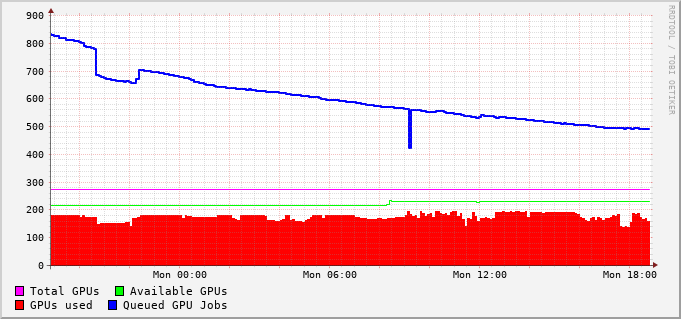 900
800
700
600
500
400
300
200
100
0
Mon 00:00 Mon 06:00 Mon 12:00 Mon 18:00
Total GPUs Available GPUs
GPUs used Queued GPU Jobs
RRDTOOL / TOBI OETIKER